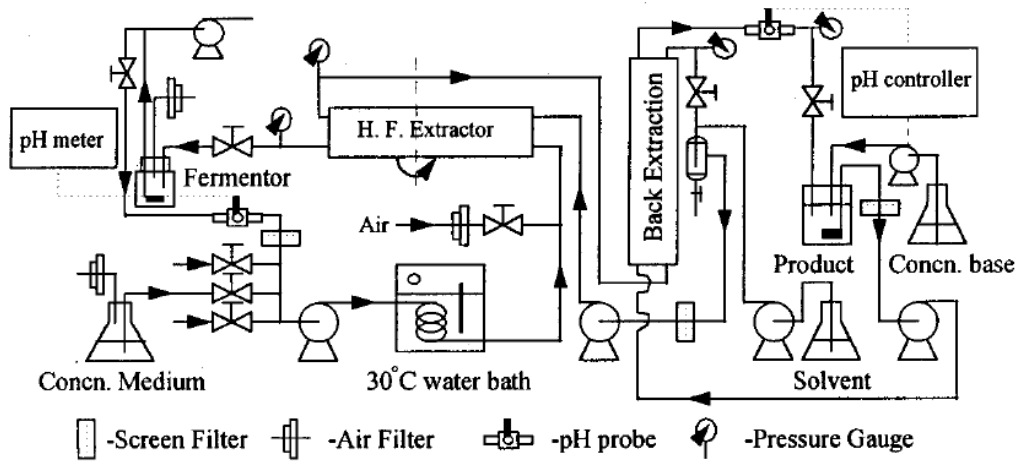 pH meter
Fermentor
H. F. Extractor
Back Extraction
pH controller
Air
Product
Concn. base
Concn. Medium
30°C water bath
Solvent
-Screen Filter
-Air Filter
-pH probe
-Pressure Gauge